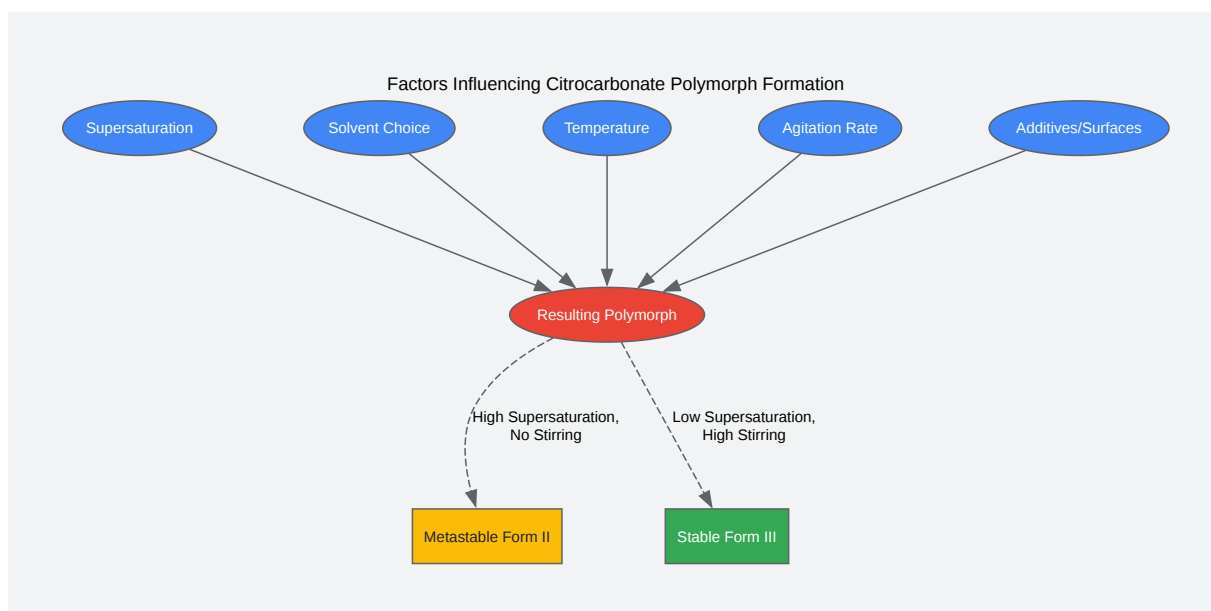 Factors Influencing Citrocarbonate Polymorph Formation
Supersaturation
Solvent Choice
Temperature
Agitation Rate
Additives/Surfaces
Resulting Polymorph
High Supersaturation,
No Stirring
Low Supersaturation,
High Stirring
Metastable Form II
Stable Form III